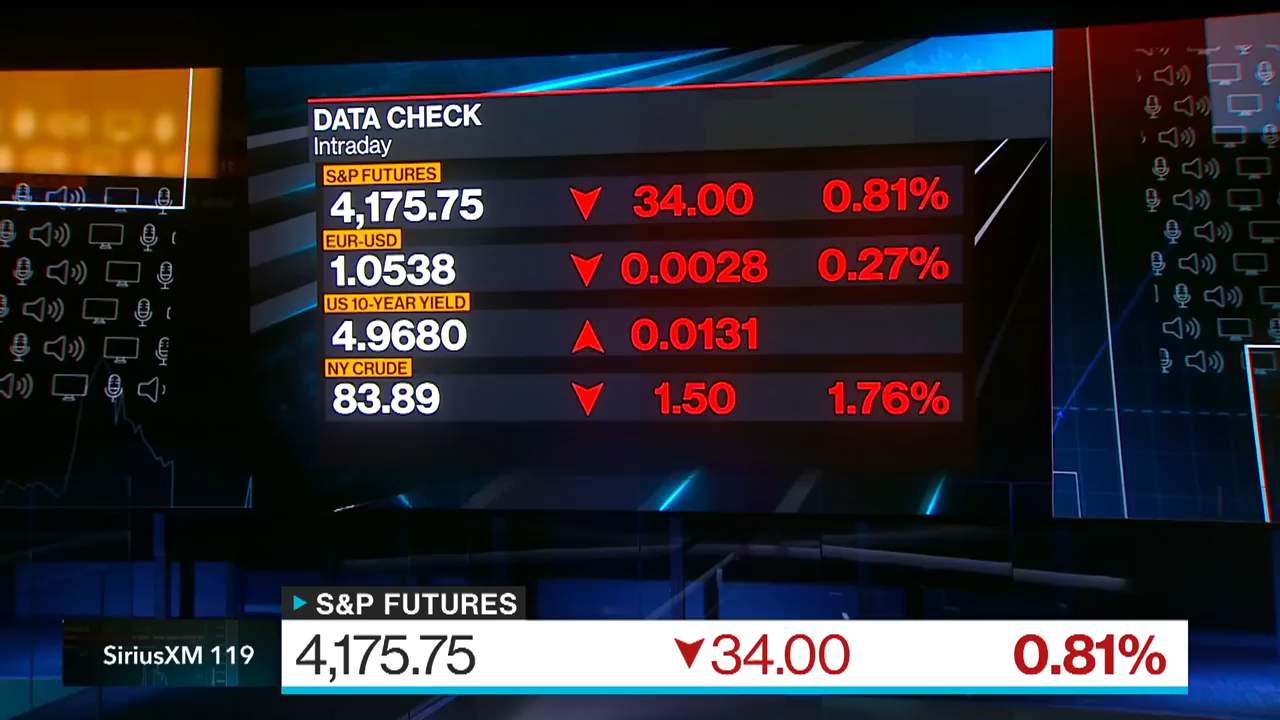 DATA CHECK
Intraday
S&P FUTURES
4,175.75 ▼ 34.00 0.81%
EUR-USD
1.0538 ▼ 0.0028 0.27%
US 10-YEAR YIELD
4.9680 ▲ 0.0131
NY CRUDE
83.89 ▼ 1.50 1.76%
S&P FUTURES
SiriusXM 119
4,175.75 ▼34.00 0.81%